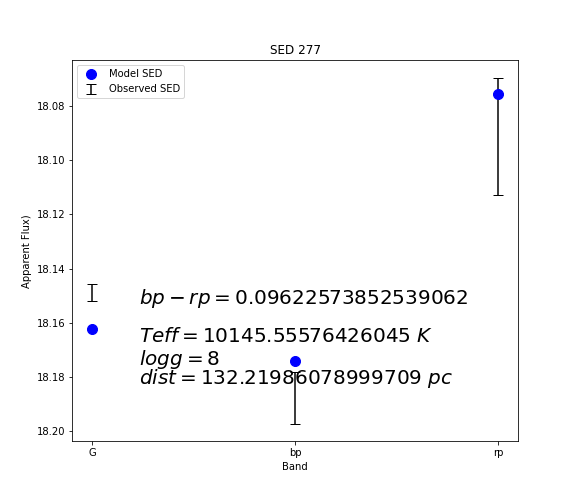 SED 277
Model SED
Observed SED
18.08
18.10
18.12
18.14
18.16
18.18
18.20
Apparent Flux)
bp − rp = 0.09622573852539062
Teff = 10145.55576426045 K
logg = 8
dist = 132.21986078999709 pc
G
bp
rp
Band